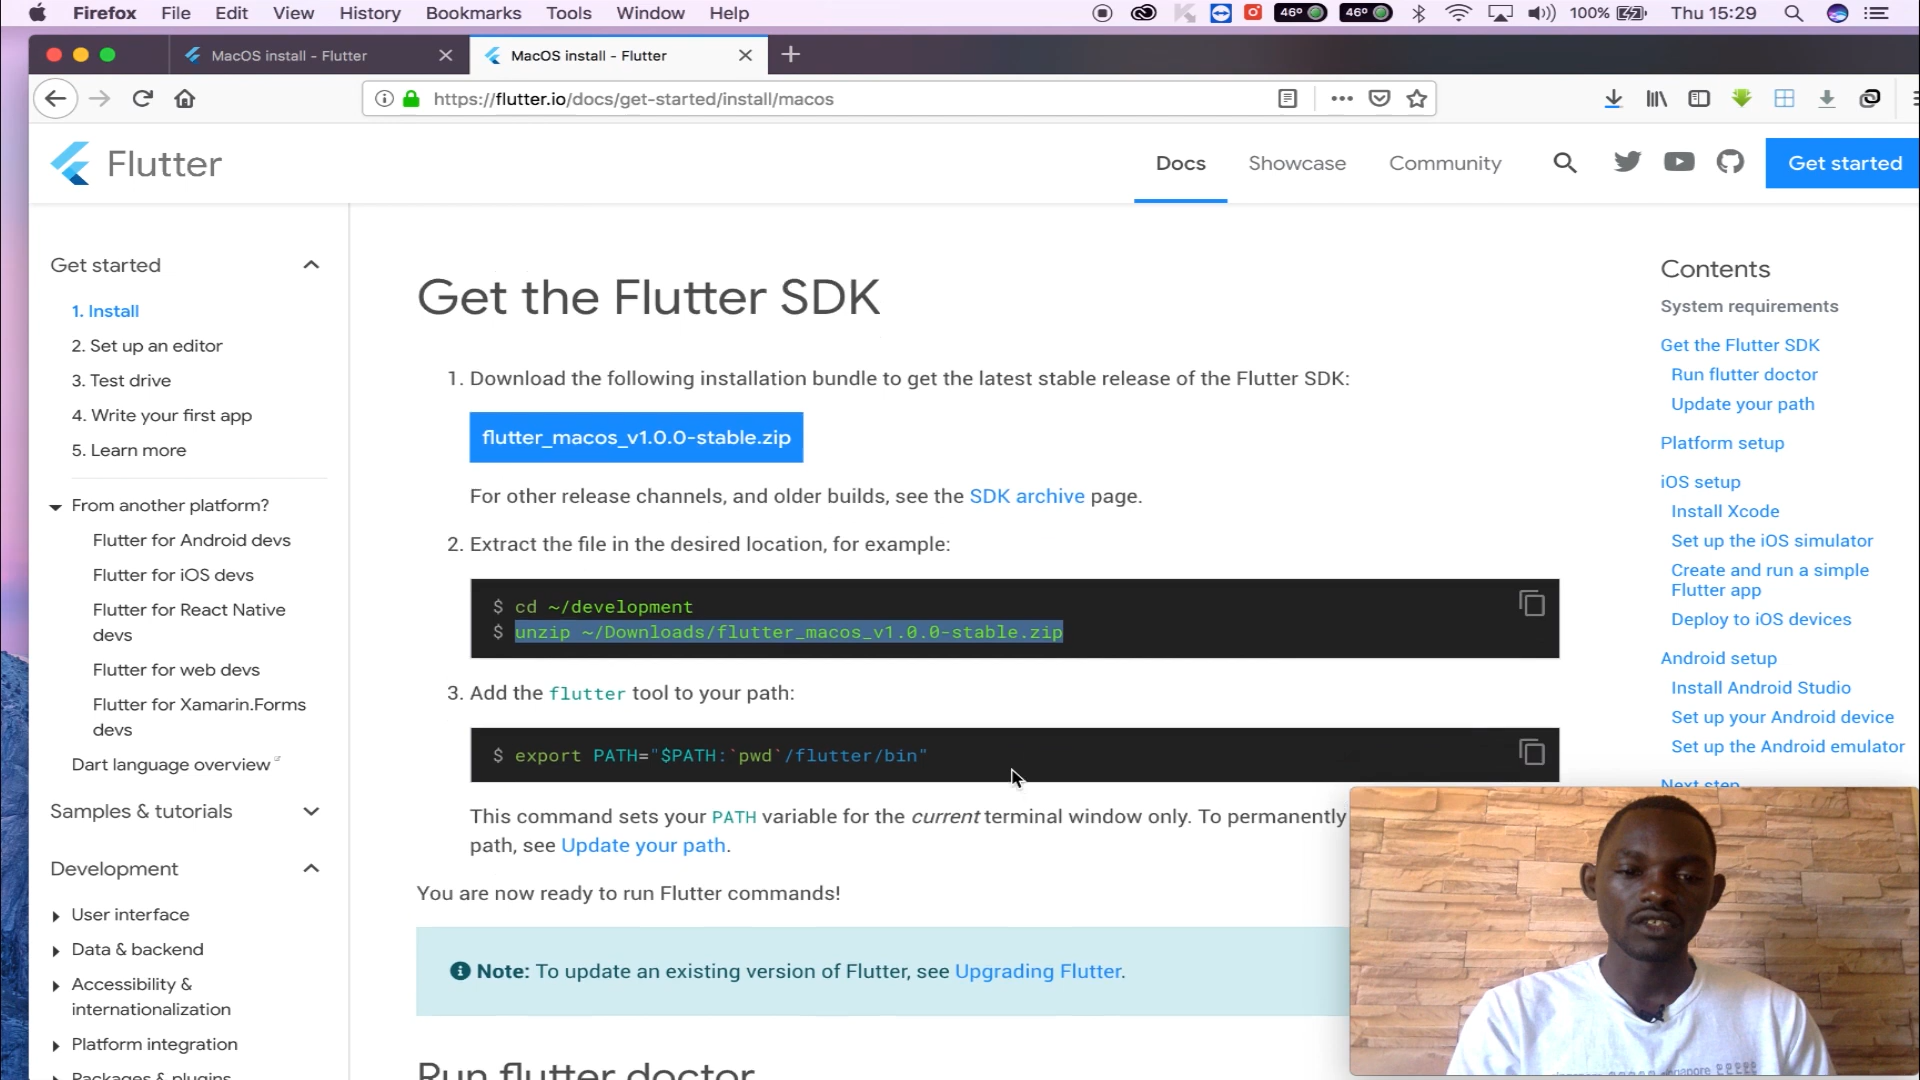 Firefox File Edit View History Bookmarks Tools Window Help 46° 46° 100% Thu 15:29
MacOS install - Flutter
MacOS install - Flutter
https://flutter.io/docs/get-started/install/macos
Flutter
Docs Showcase Community Get started
Get started
1. Install
2. Set up an editor
3. Test drive
4. Write your first app
5. Learn more
From another platform?
Flutter for Android devs
Flutter for iOS devs
Flutter for React Native
devs
Flutter for web devs
Flutter for Xamarin.Forms
devs
Dart language overview
Samples & tutorials
Development
User interface
Data & backend
Accessibility &
internationalization
Platform integration
Packages & plugins
Get the Flutter SDK
1. Download the following installation bundle to get the latest stable release of the Flutter SDK:
flutter_macos_v1.0.0-stable.zip
For other release channels, and older builds, see the SDK archive page.
2. Extract the file in the desired location, for example:
$ cd ~/development
$ unzip ~/Downloads/flutter_macos_v1.0.0-stable.zip
3. Add the flutter tool to your path:
$ export PATH="$PATH:`pwd`/flutter/bin"
This command sets your PATH variable for the current terminal window only. To permanently
path, see Update your path.
You are now ready to run Flutter commands!
Note: To update an existing version of Flutter, see Upgrading Flutter.
Run flutter doctor
Contents
System requirements
Get the Flutter SDK
Run flutter doctor
Update your path
Platform setup
iOS setup
Install Xcode
Set up the iOS simulator
Create and run a simple
Flutter app
Deploy to iOS devices
Android setup
Install Android Studio
Set up your Android device
Set up the Android emulator
Next step